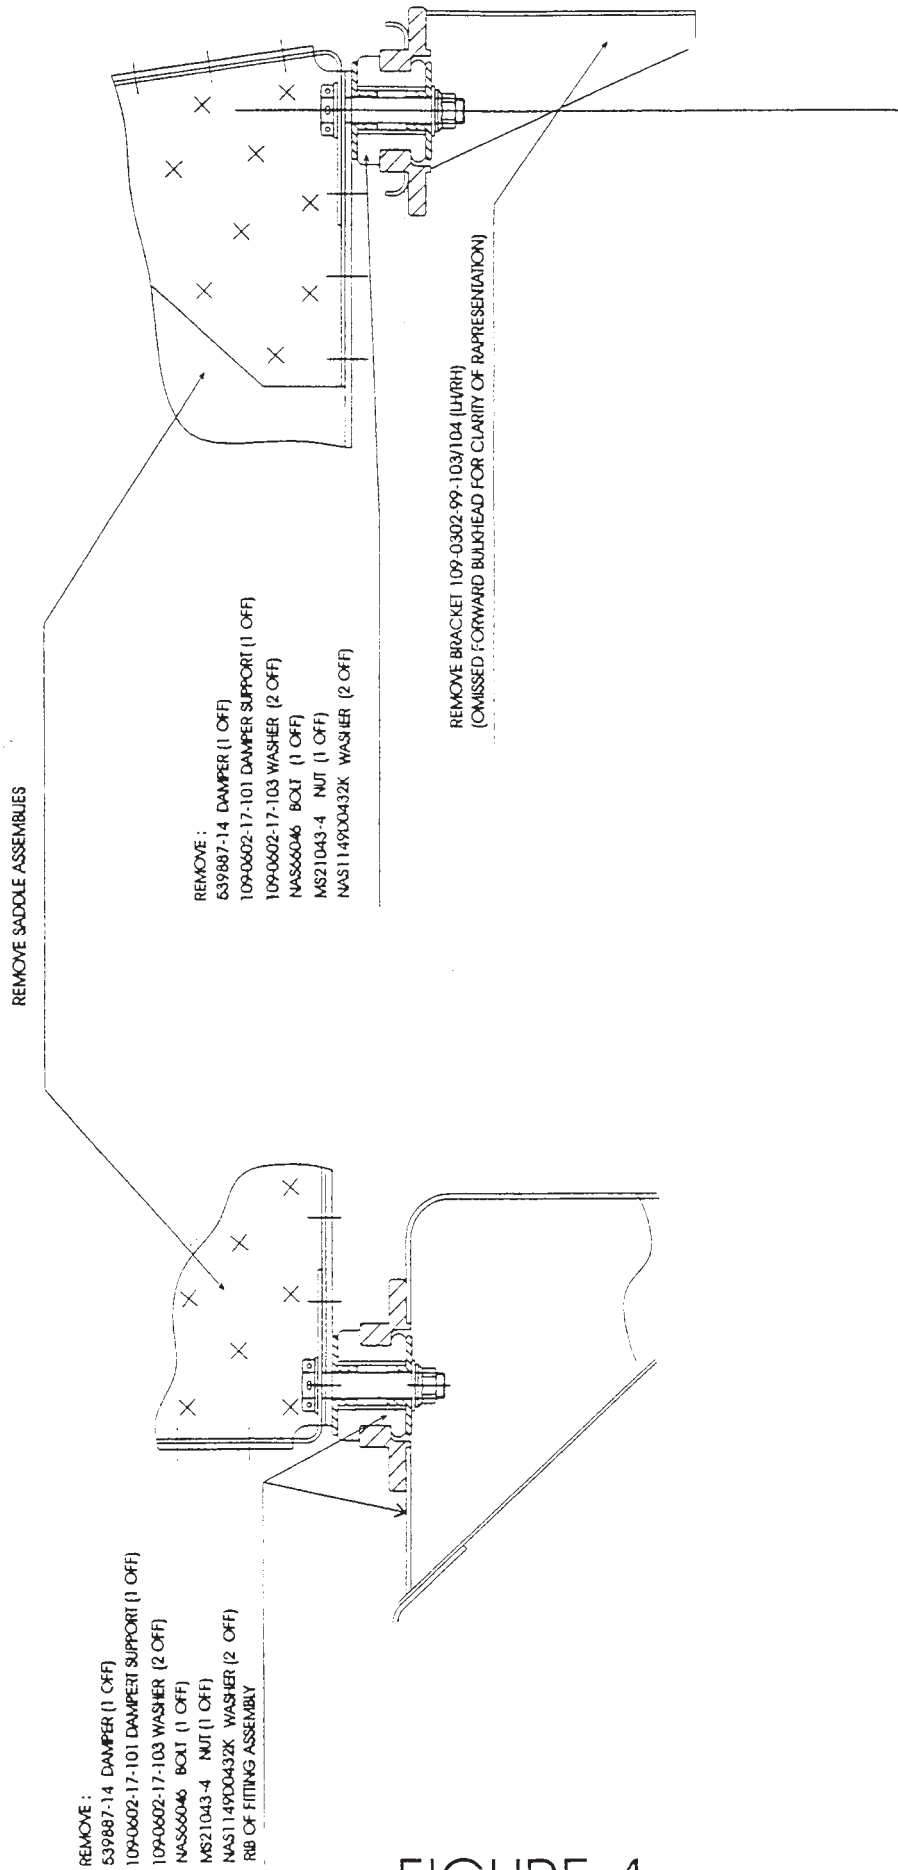 REMOVE SADDLE ASSEMBLIES
REMOVE :
539887-14 DAMPER (1 OFF)
109-0602-17-101 DAMPERT SUPPORT (1 OFF)
109-0602-17-103 WASHER (2 OFF)
NAS66046 BOLT (1 OFF)
MS21043-4 NUT (1 OFF)
NAS1149D0432K WASHER (2 OFF)
RIB OF FITTING ASSEMBLY
REMOVE :
539887-14 DAMPER (1 OFF)
109-0602-17-101 DAMPER SUPPORT (1 OFF)
109-0602-17-103 WASHER (2 OFF)
NAS66046 BOLT (1 OFF)
MS21043-4 NUT (1 OFF)
NAS1149D0432K WASHER (2 OFF)
REMOVE BRACKET 109-0302-99-103/104 (LH/RH)
(OMISSED FORWARD BULKHEAD FOR CLARITY OF RAPRESENTATION)
FIGURE 4